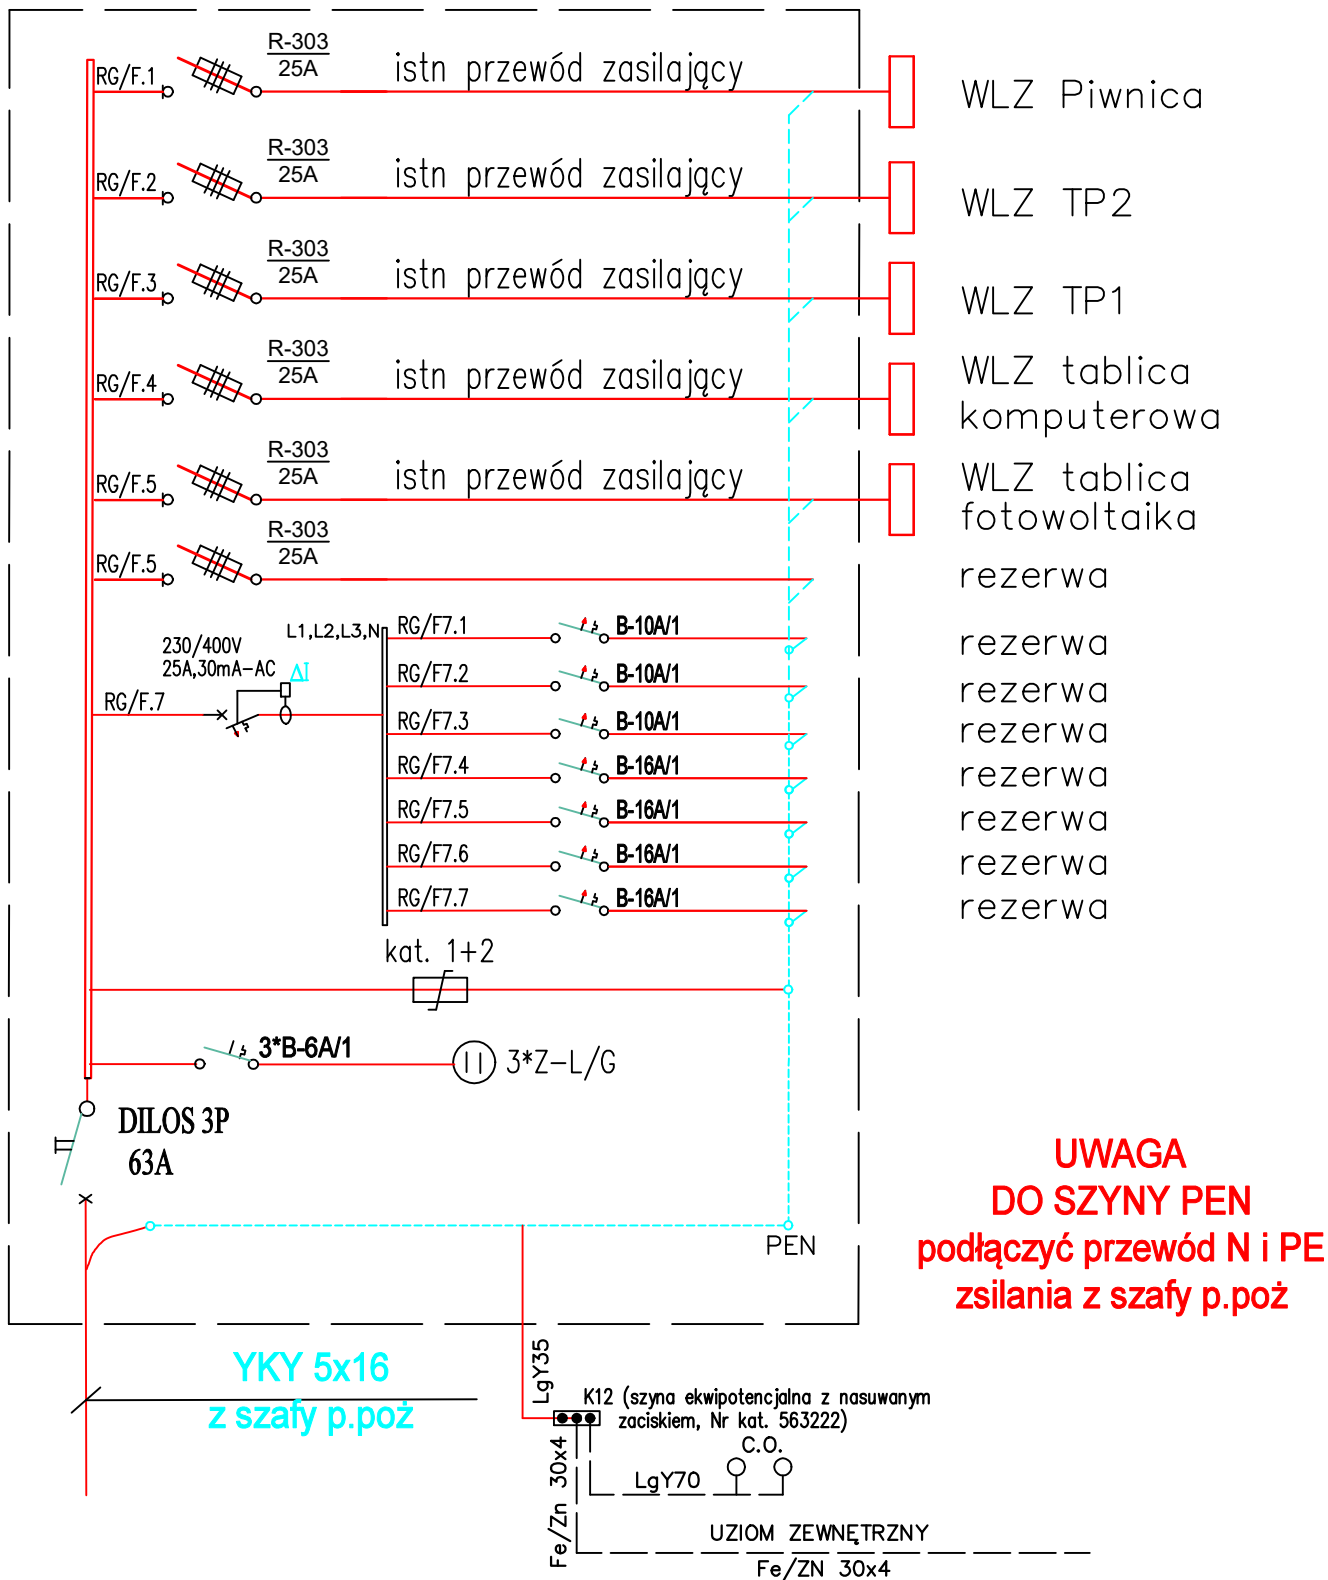 RG/F.1
R-303
25A
istn przewód zasilający
WLZ Piwnica
RG/F.2
R-303
25A
istn przewód zasilający
WLZ TP2
RG/F.3
R-303
25A
istn przewód zasilający
WLZ TP1
RG/F.4
R-303
25A
istn przewód zasilający
WLZ tablica
komputerowa
RG/F.5
R-303
25A
istn przewód zasilający
WLZ tablica
fotowoltaika
RG/F.5
R-303
25A
rezerwa
230/400V
25A,30mA-AC
ΔI
L1,L2,L3,N
RG/F.7
RG/F7.1
B-10A/1
rezerwa
RG/F7.2
B-10A/1
rezerwa
RG/F7.3
B-10A/1
rezerwa
RG/F7.4
B-16A/1
rezerwa
RG/F7.5
B-16A/1
rezerwa
RG/F7.6
B-16A/1
rezerwa
RG/F7.7
B-16A/1
rezerwa
kat. 1+2
3*B-6A/1
3*Z-L/G
DILOS 3P
63A
PEN
UWAGA
DO SZYNY PEN
podłączyć przewód N i PE
zsilania z szafy p.poż
YKY 5x16
z szafy p.poż
LgY35
K12 (szyna ekwipotencjalna z nasuwanym
zaciskiem, Nr kat. 563222)
C.O.
LgY70
Fe/Zn 30x4
UZIOM ZEWNĘTRZNY
Fe/ZN 30x4